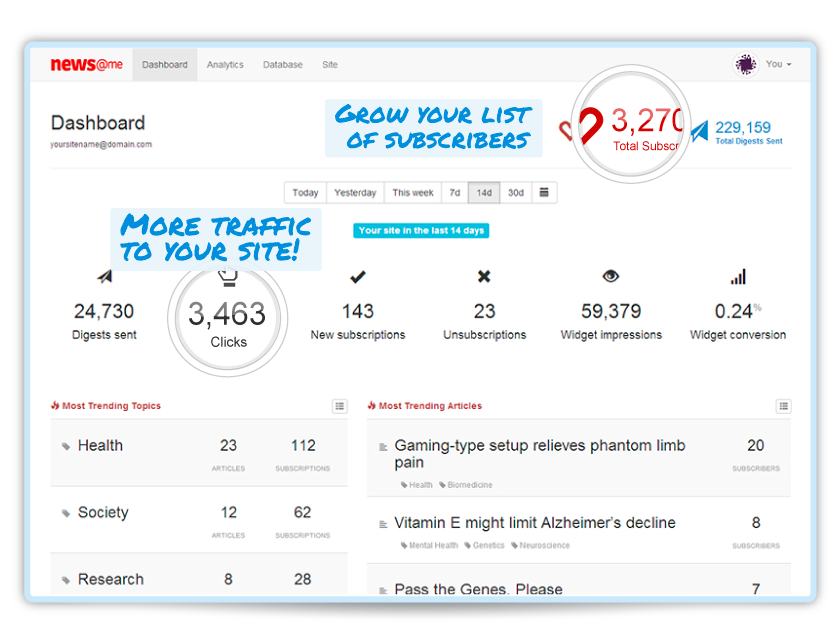 news@me Dashboard Analytics Database Site You
Dashboard
yoursitename@domain.com
GROW YOUR LIST
OF SUBSCRIBERS
3,270
Total Subscr
229,159
Total Digests Sent
Today Yesterday This week 7d 14d 30d
MORE TRAFFIC
TO YOUR SITE!
Your site in the last 14 days
24,730
Digests sent
3,463
Clicks
143
New subscriptions
23
Unsubscriptions
59,379
Widget impressions
0.24%
Widget conversion
Most Trending Topics
Health 23 112
ARTICLES SUBSCRIPTIONS
Society 12 62
ARTICLES SUBSCRIPTIONS
Research 8 28
Most Trending Articles
Gaming-type setup relieves phantom limb
pain
20
SUBSCRIBERS
Health Biomedicine
Vitamin E might limit Alzheimer's decline 8
Mental Health Genetics Neuroscience SUBSCRIBERS
Pass the Genes, Please 7